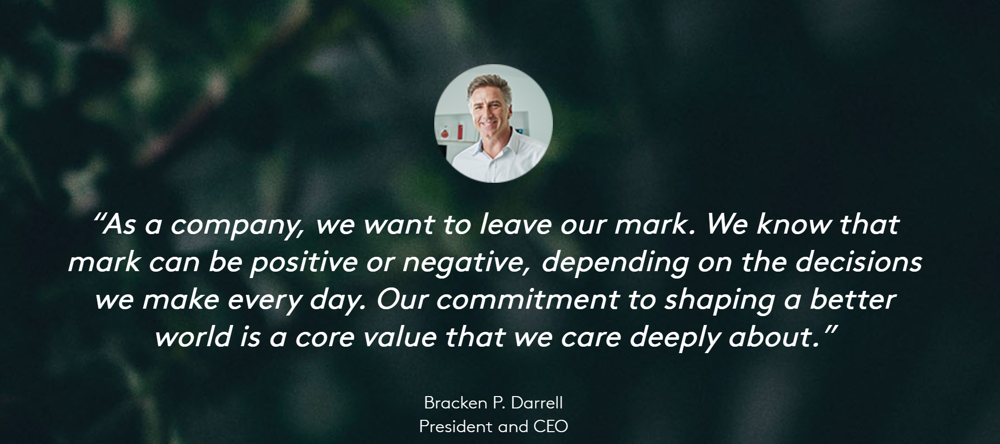 “As a company, we want to leave our mark. We know that
mark can be positive or negative, depending on the decisions
we make every day. Our commitment to shaping a better
world is a core value that we care deeply about.”
Bracken P. Darrell
President and CEO